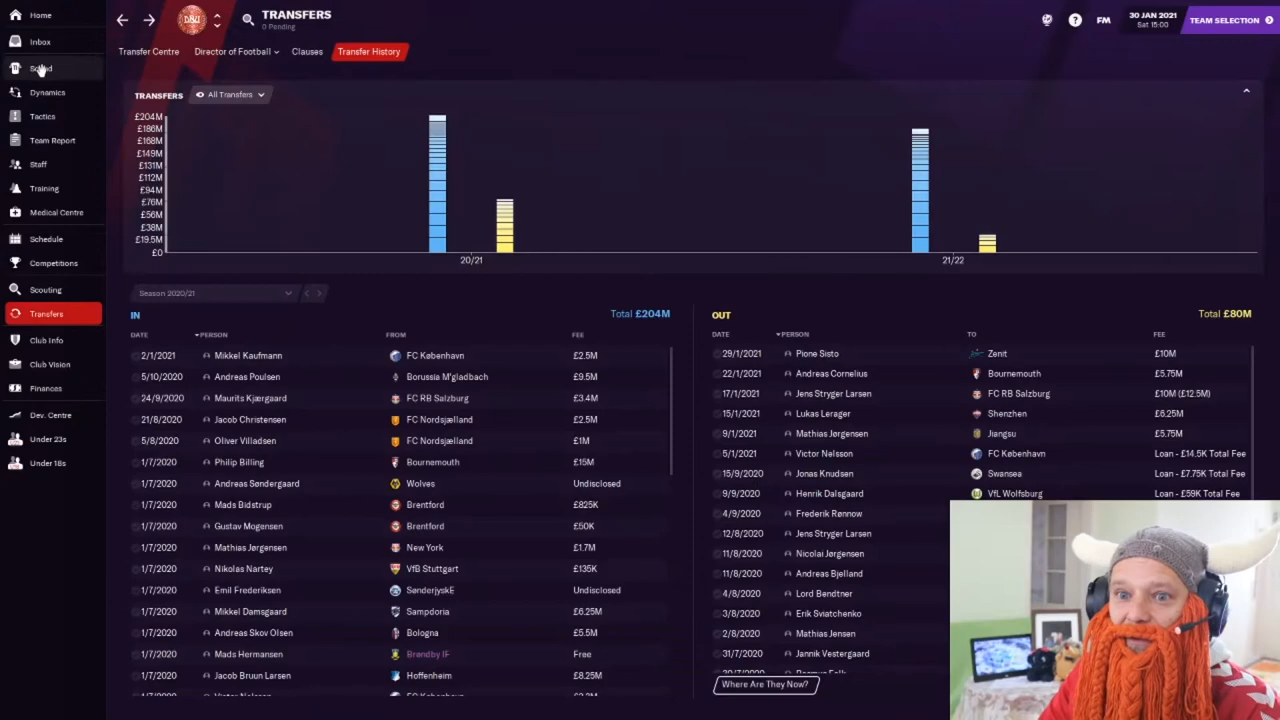 Home
TRANSFERS
0 Pending
30 JAN 2021
Sat 15:00
FM
TEAM SELECTION
Inbox
Squad
Dynamics
Tactics
Team Report
Staff
Training
Medical Centre
Schedule
Competitions
Scouting
Transfers
Club Info
Club Vision
Finances
Dev. Centre
Under 23s
Under 18s
Transfer Centre Director of Football Clauses Transfer History
TRANSFERS All Transfers
£204M
£186M
£168M
£149M
£131M
£112M
£94M
£76M
£56M
£38M
£19.5M
£0
20/21 21/22
Season 2020/21
IN Total £204M
DATE PERSON FROM FEE
2/1/2021 Mikkel Kaufmann FC København £2.5M
5/10/2020 Andreas Poulsen Borussia M'gladbach £9.5M
24/9/2020 Maurits Kjærgaard FC RB Salzburg £3.4M
21/8/2020 Jacob Christensen FC Nordsjælland £2.5M
5/8/2020 Oliver Villadsen FC Nordsjælland £1M
1/7/2020 Philip Billing Bournemouth £15M
1/7/2020 Andreas Søndergaard Wolves Undisclosed
1/7/2020 Mads Bidstrup Brentford £825K
1/7/2020 Gustav Mogensen Brentford £50K
1/7/2020 Mathias Jørgensen New York £1.7M
1/7/2020 Nikolas Nartey VfB Stuttgart £135K
1/7/2020 Emil Frederiksen SønderjyskE Undisclosed
1/7/2020 Mikkel Damsgaard Sampdoria £6.25M
1/7/2020 Andreas Skov Olsen Bologna £5.5M
1/7/2020 Mads Hermansen Brøndby IF Free
1/7/2020 Jacob Bruun Larsen Hoffenheim £8.25M
OUT Total £80M
DATE PERSON TO FEE
29/1/2021 Pione Sisto Zenit £10M
22/1/2021 Andreas Cornelius Bournemouth £5.75M
17/1/2021 Jens Stryger Larsen FC RB Salzburg £10M (£12.5M)
15/1/2021 Lukas Lerager Shenzhen £6.25M
9/1/2021 Mathias Jørgensen Jiangsu £5.75M
5/1/2021 Victor Nelsson FC København Loan - £14.5K Total Fee
15/9/2020 Jonas Knudsen Swansea Loan - £7.75K Total Fee
9/9/2020 Henrik Dalsgaard VfL Wolfsburg Loan - £59K Total Fee
4/9/2020 Frederik Rønnow
12/8/2020 Jens Stryger Larsen
11/8/2020 Nicolai Jørgensen
11/8/2020 Andreas Bjelland
4/8/2020 Lord Bendtner
3/8/2020 Erik Sviatchenko
2/8/2020 Mathias Jensen
31/7/2020 Jannik Vestergaard
Where Are They Now?